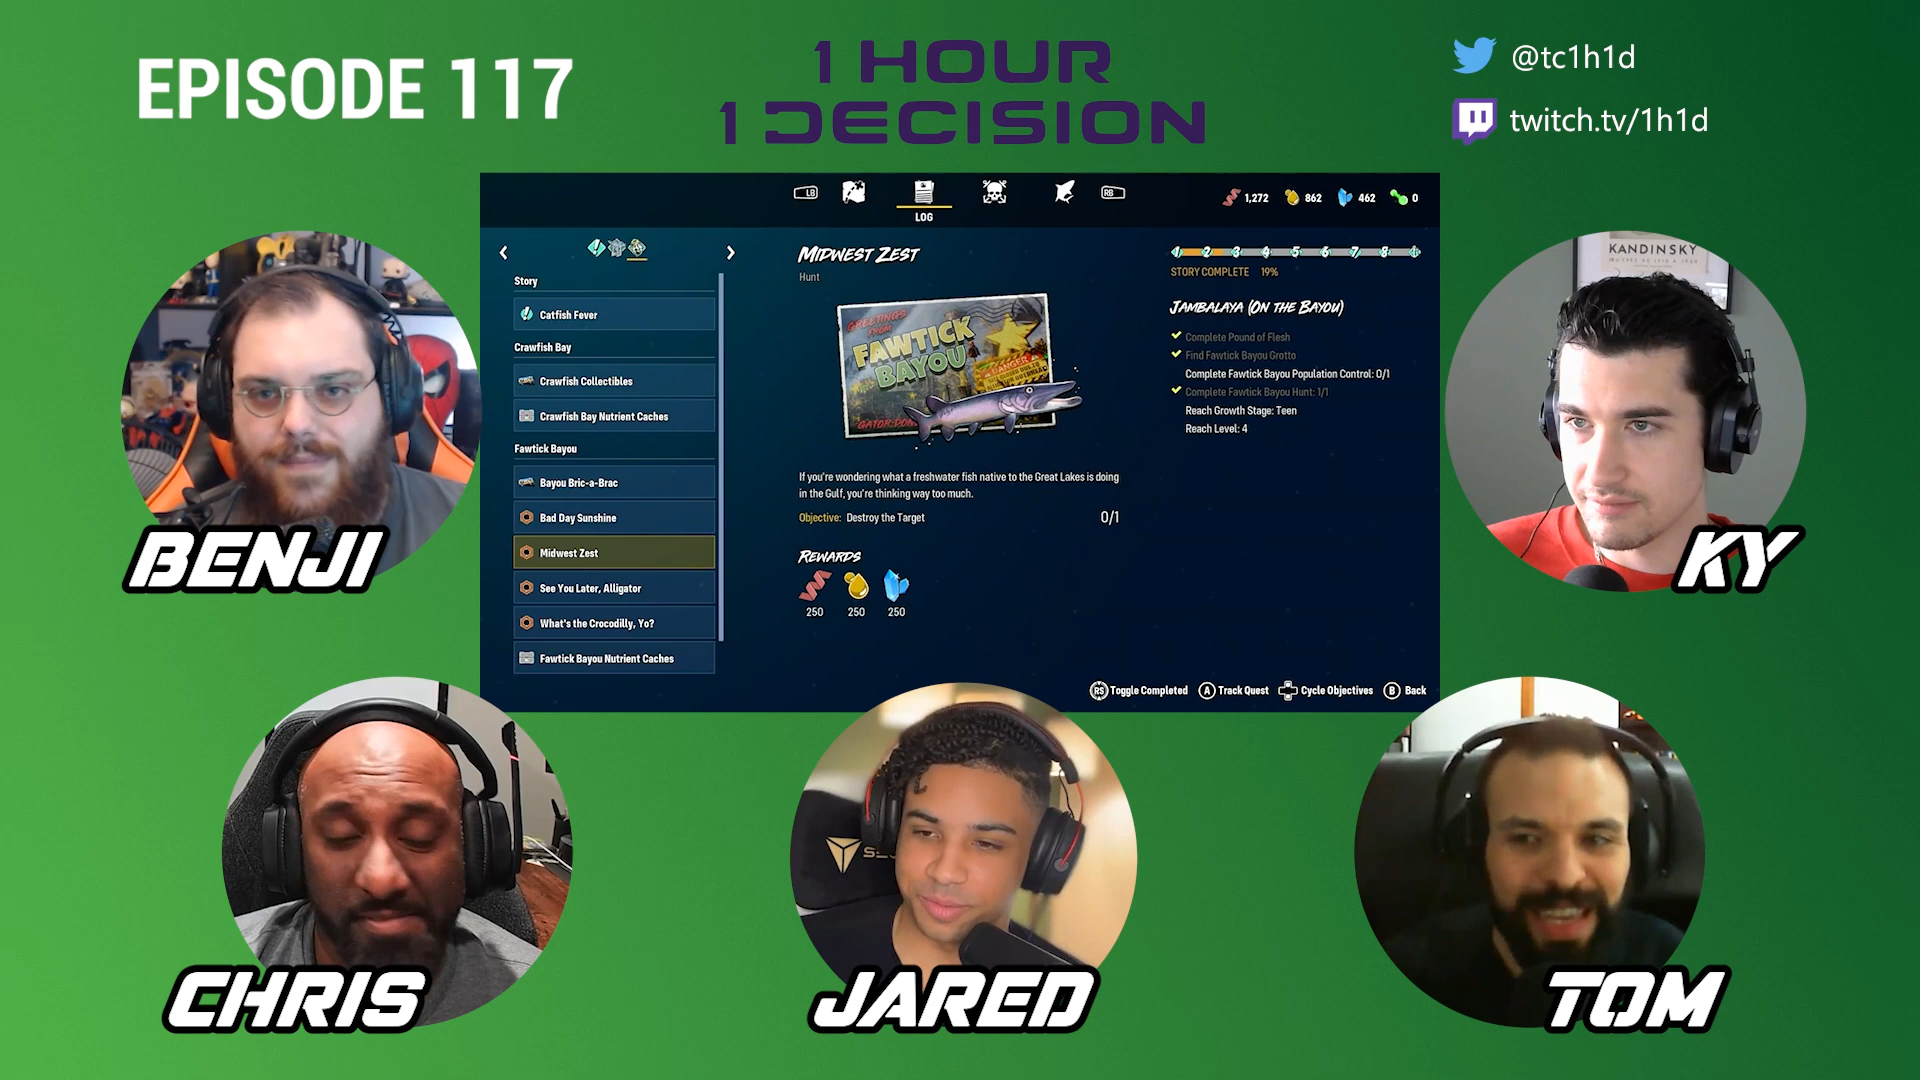 EPISODE 117
1 HOUR
1 DECISION
@tc1h1d
twitch.tv/1h1d
LB
LOG
RB
1,272
862
462
0
Story
Catfish Fever
Crawfish Bay
Crawfish Collectibles
Crawfish Bay Nutrient Caches
Fawtick Bayou
Bayou Bric-a-Brac
Bad Day Sunshine
Midwest Zest
See You Later, Alligator
What's the Crocodilly, Yo?
Fawtick Bayou Nutrient Caches
MIDWEST ZEST
Hunt
GREETINGS
FROM
FAWTICK
BAYOU
DANGER
If you're wondering what a freshwater fish native to the Great Lakes is doing
in the Gulf, you're thinking way too much.
Objective: Destroy the Target
0/1
REWARDS
250
250
250
1 2 3 4 5 6 7 8
STORY COMPLETE 19%
JAMBALAYA (ON THE BAYOU)
Complete Pound of Flesh
Find Fawtick Bayou Grotto
Complete Fawtick Bayou Population Control: 0/1
Complete Fawtick Bayou Hunt: 1/1
Reach Growth Stage: Teen
Reach Level: 4
RS Toggle Completed
A Track Quest
Cycle Objectives
B Back
KANDINSKY
BENJI
KY
CHRIS
JARED
TOM